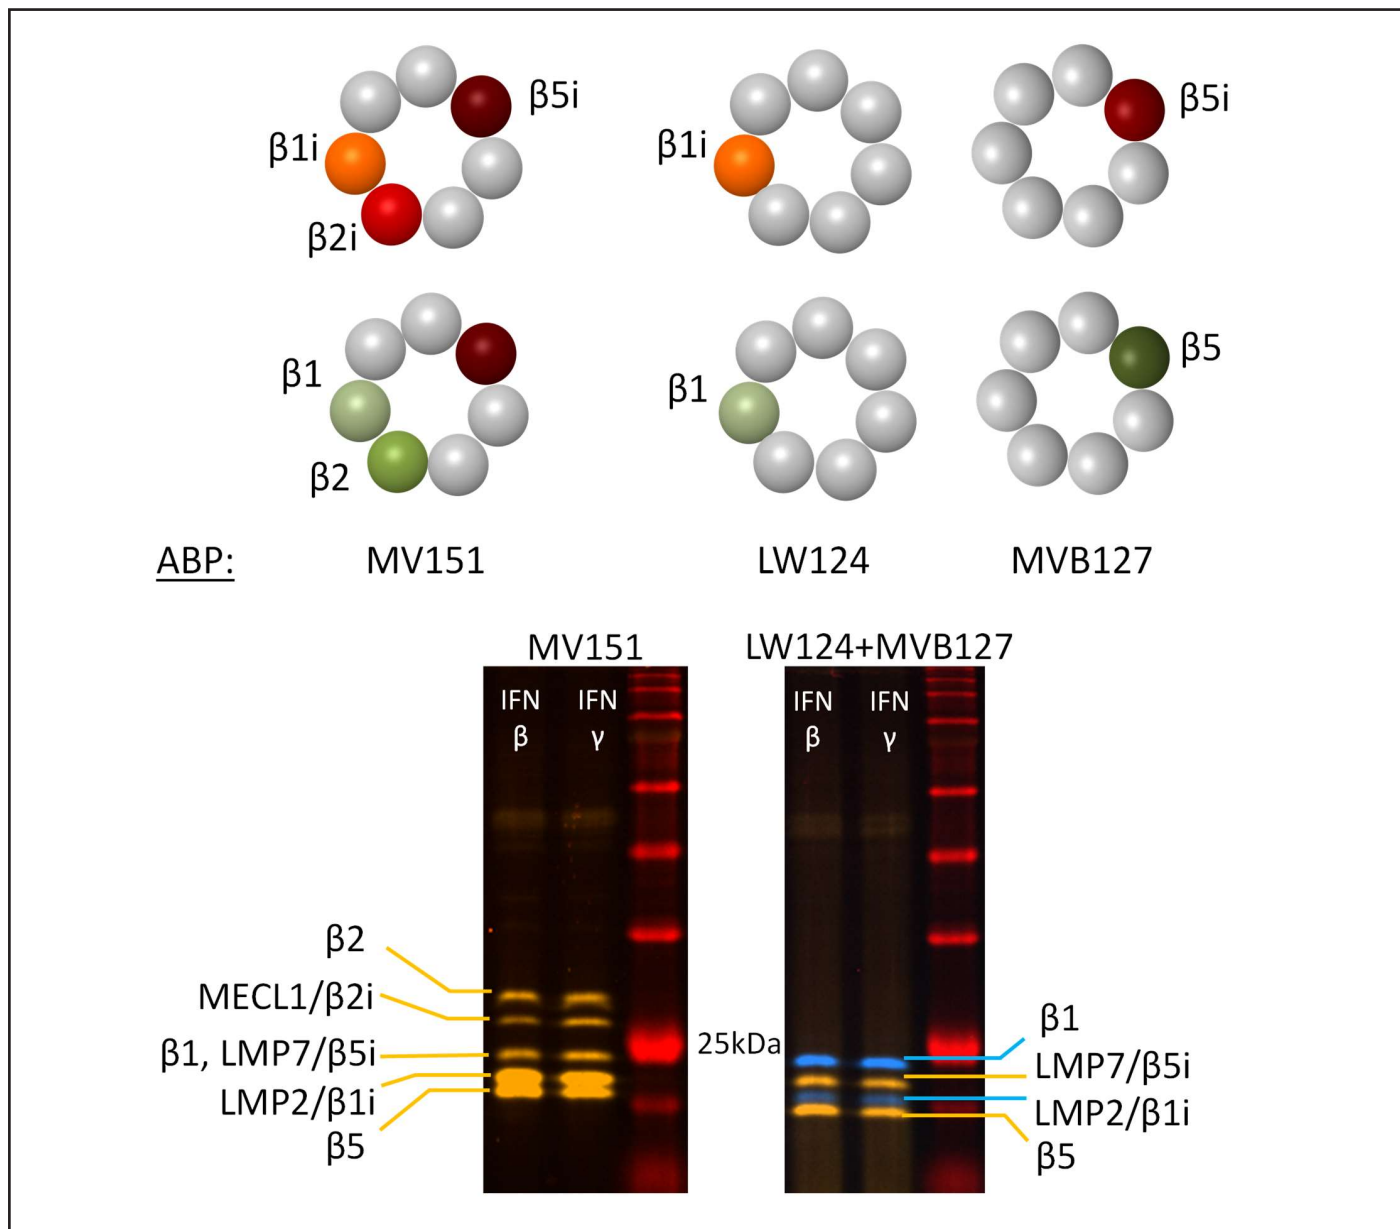 β5i
β1i
β2i
β1i
β5i
β1
β2
β1
β5
ABP:
MV151
LW124
MVB127
MV151
LW124+MVB127
IFN
β
IFN
γ
IFN
β
IFN
γ
β2
MECL1/β2i
β1, LMP7/β5i
LMP2/β1i
β5
25kDa
β1
LMP7/β5i
LMP2/β1i
β5